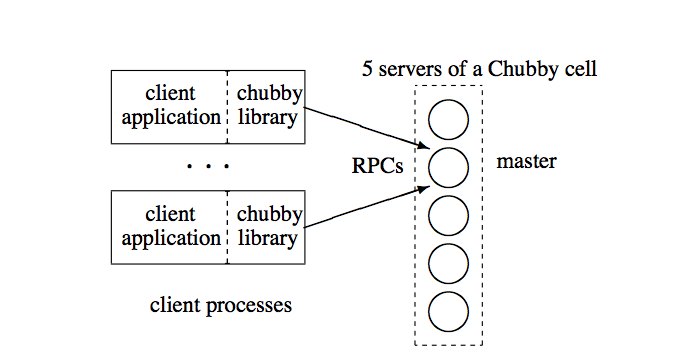 5 servers of a Chubby cell
client application
chubby library
. . .
RPCs
master
client application
chubby library
client processes